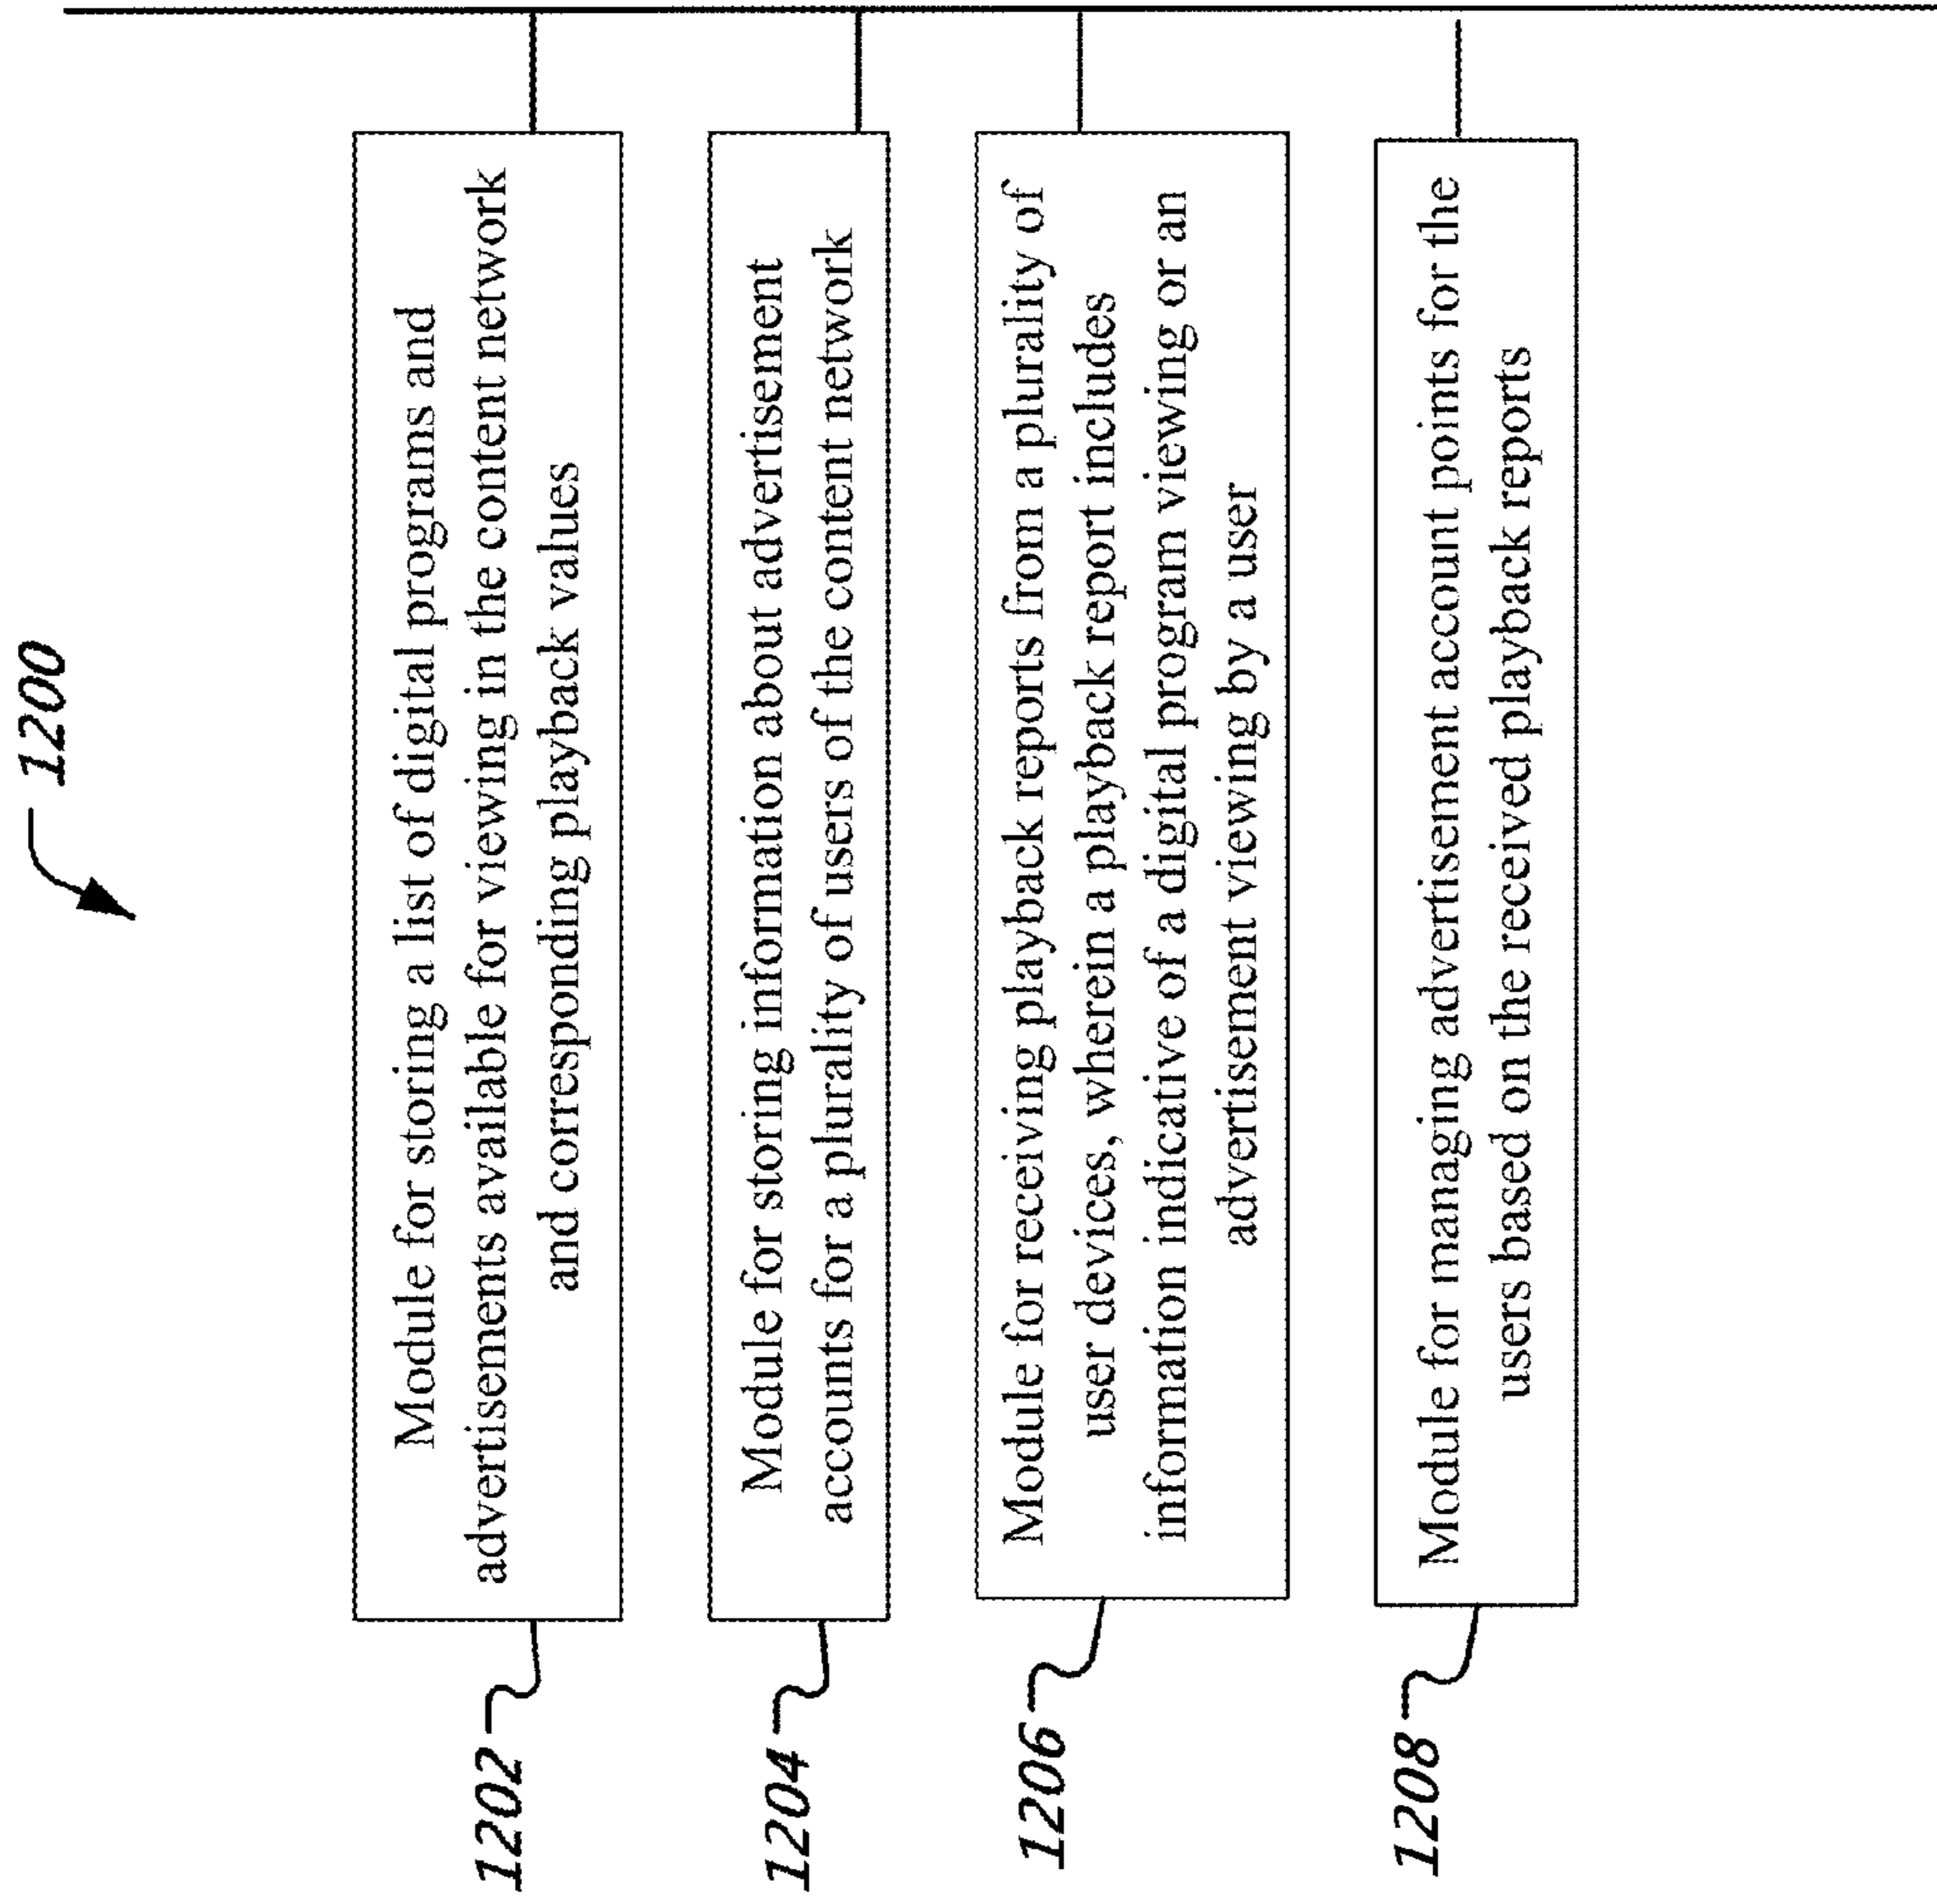 1200
1202
Module for storing a list of digital programs and
advertisements available for viewing in the content network
and corresponding playback values
1204
Module for storing information about advertisement
accounts for a plurality of users of the content network
1206
Module for receiving playback reports from a plurality of
user devices, wherein a playback report includes
information indicative of a digital program viewing or an
advertisement viewing by a user
1208
Module for managing advertisement account points for the
users based on the received playback reports